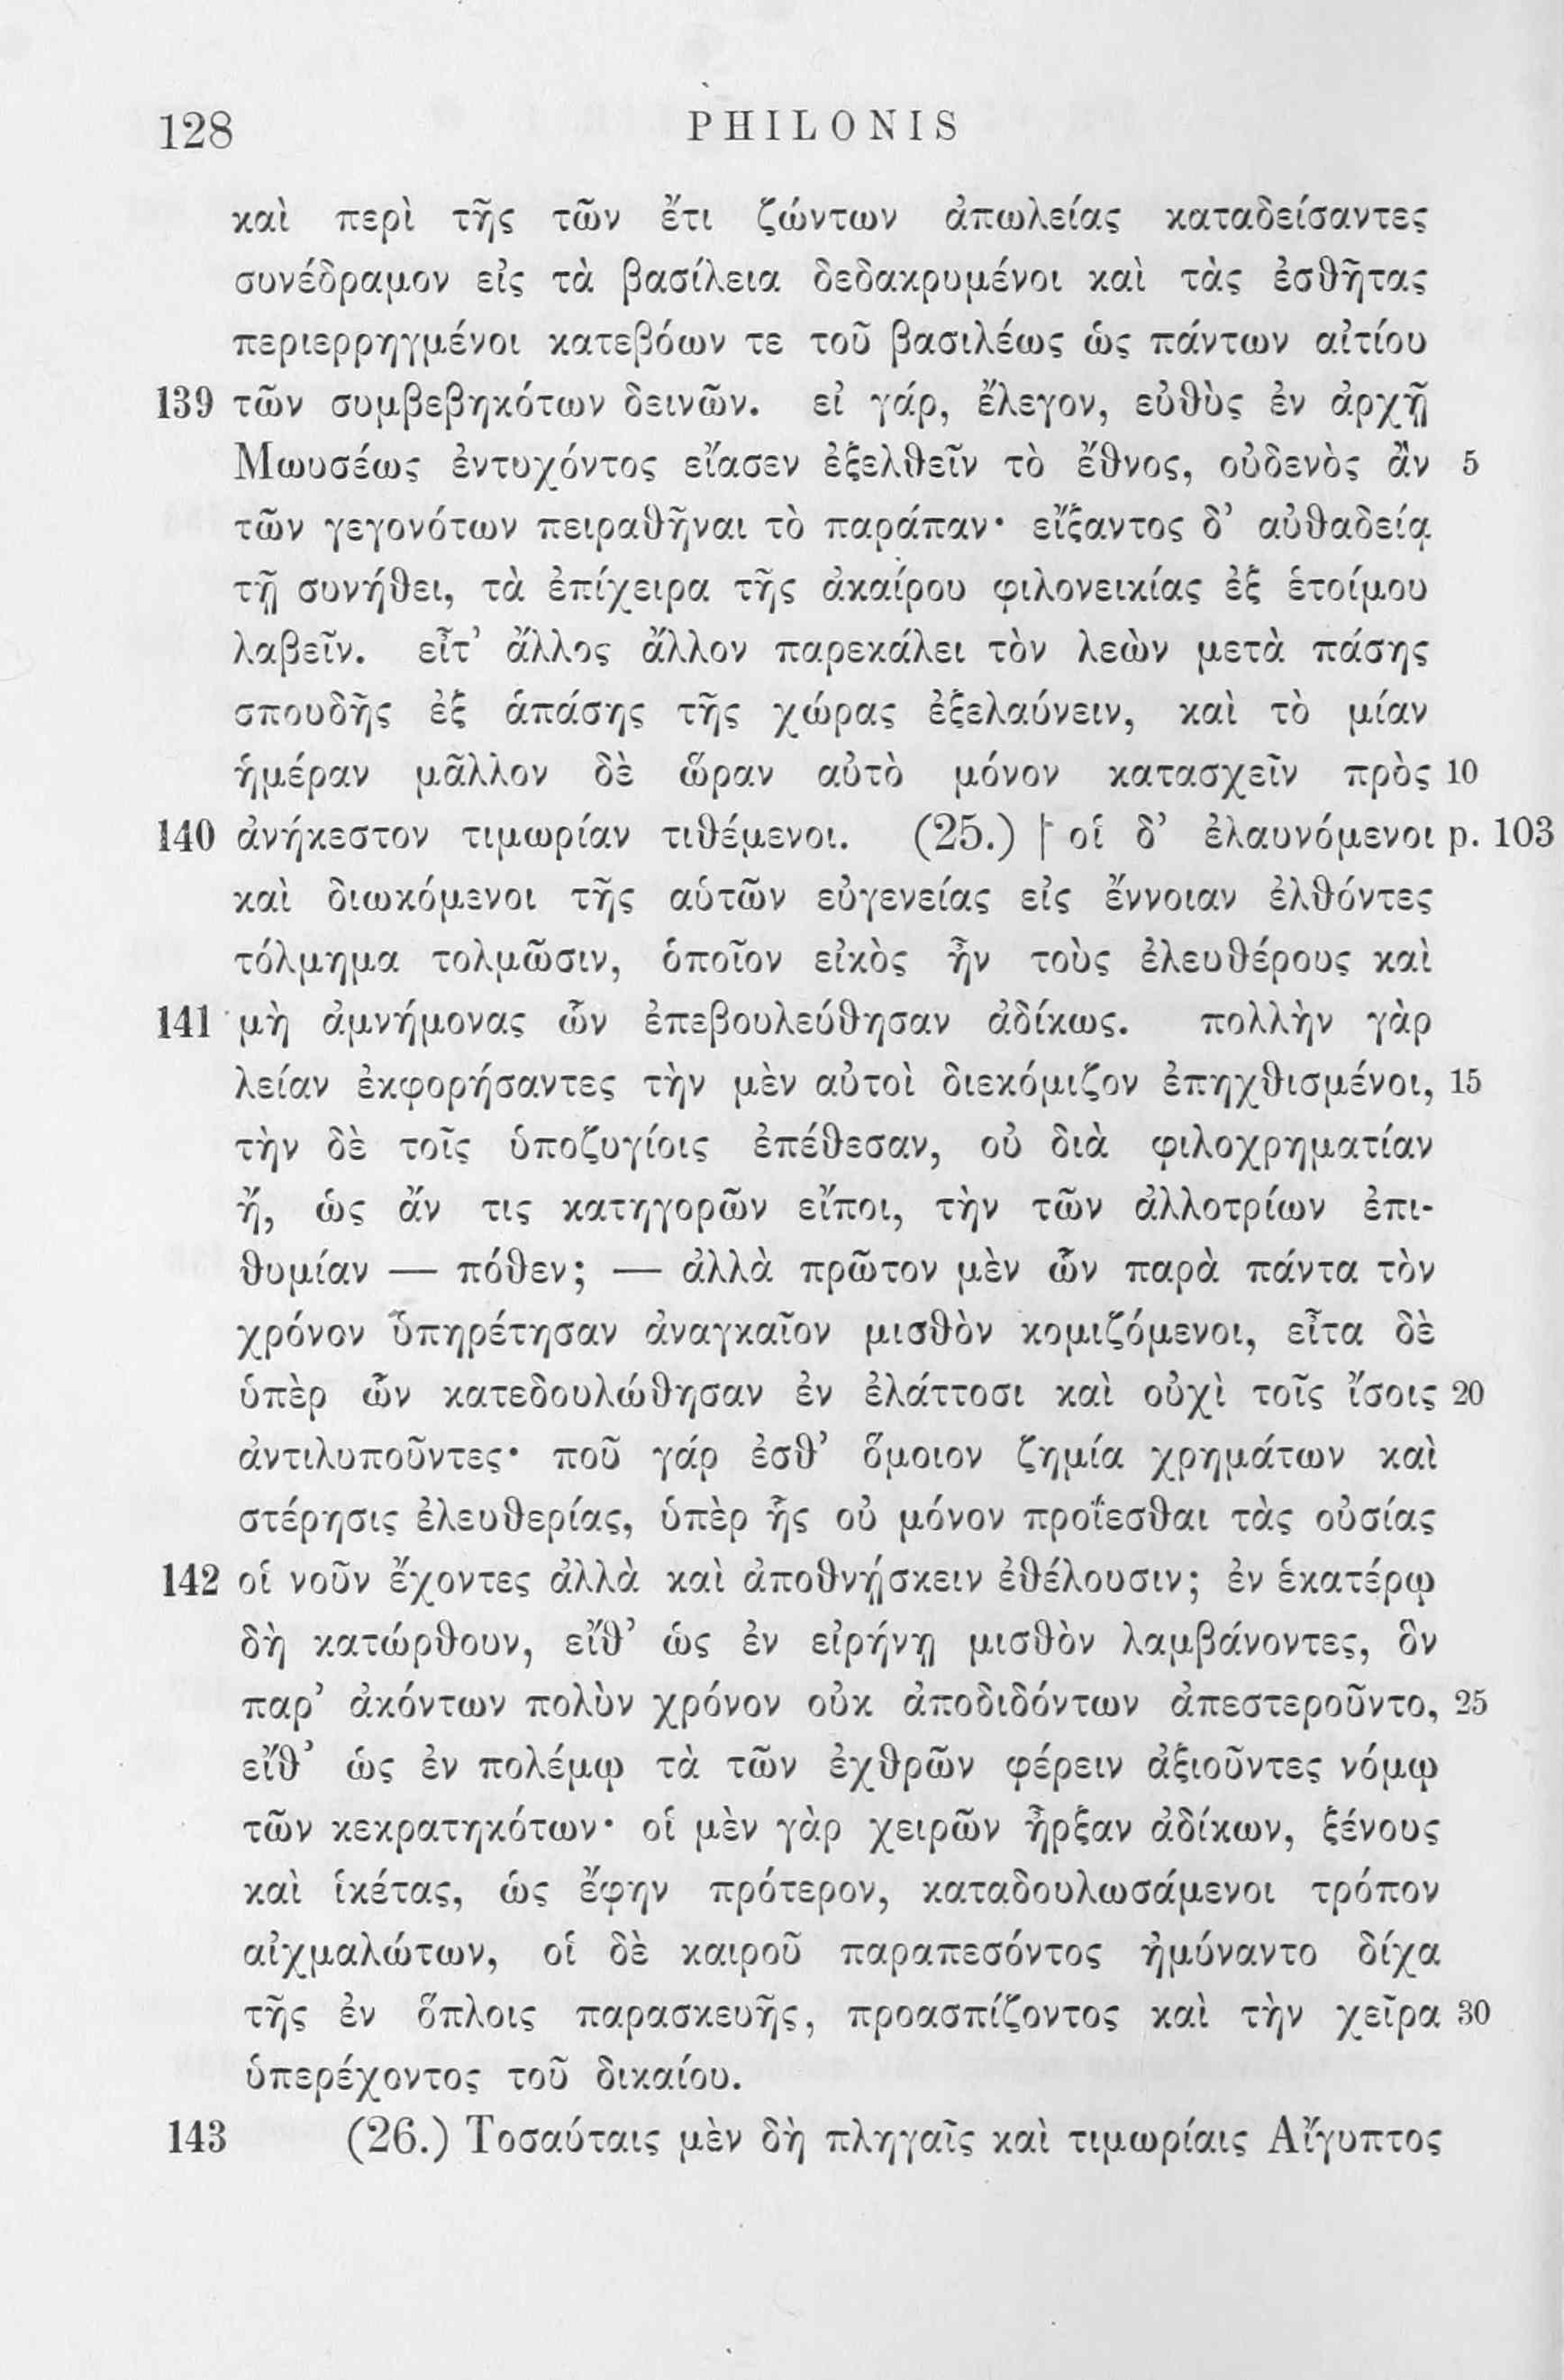 128 PHILONIS
καὶ περὶ τῆς τῶν ἔτι ζώντων ἀπωλείας καταδείσαντες
συνέδραμον εἰς τὰ βασίλεια δεδακρυμένοι καὶ τὰς ἐσθῆτας
περιερρηγμένοι κατεβόων τε τοῦ βασιλέως ὡς πάντων αἰτίου
139 τῶν συμβεβηκότων δεινῶν. εἰ γάρ, ἔλεγον, εὐθὺς ἐν ἀρχῇ
Μωυσέως ἐντυχόντος εἴασεν ἐξελθεῖν τὸ ἔθνος, οὐδενὸς ἂν 5
τῶν γεγονότων πειραθῆναι τὸ παράπαν· εἴξαντος δ’ αὐθαδείᾳ
τῇ συνήθει, τὰ ἐπίχειρα τῆς ἀκαίρου φιλονεικίας ἐξ ἑτοίμου
λαβεῖν. εἶτ’ ἄλλος ἄλλον παρεκάλει τὸν λεὼν μετὰ πάσης
σπουδῆς ἐξ ἁπάσης τῆς χώρας ἐξελαύνειν, καὶ τὸ μίαν
ἡμέραν μᾶλλον δὲ ὥραν αὐτὸ μόνον κατασχεῖν πρὸς 10
140 ἀνήκεστον τιμωρίαν τιθέμενοι. (25.) | οἱ δ’ ἐλαυνόμενοι p. 103
καὶ διωκόμενοι τῆς αὑτῶν εὐγενείας εἰς ἔννοιαν ἐλθόντες
τόλμημα τολμῶσιν, ὁποῖον εἰκὸς ἦν τοὺς ἐλευθέρους καὶ
141 μὴ ἀμνήμονας ὧν ἐπεβουλεύθησαν ἀδίκως. πολλὴν γὰρ
λείαν ἐκφορήσαντες τὴν μὲν αὐτοὶ διεκόμιζον ἐπηχθισμένοι, 15
τὴν δὲ τοῖς ὑποζυγίοις ἐπέθεσαν, οὐ διὰ φιλοχρηματίαν
ἤ, ὡς ἄν τις κατηγορῶν εἴποι, τὴν τῶν ἀλλοτρίων ἐπι-
θυμίαν — πόθεν; — ἀλλὰ πρῶτον μὲν ὧν παρὰ πάντα τὸν
χρόνον ὑπηρέτησαν ἀναγκαῖον μισθὸν κομιζόμενοι, εἶτα δὲ
ὑπὲρ ὧν κατεδουλώθησαν ἐν ἐλάττοσι καὶ οὐχὶ τοῖς ἴσοις 20
ἀντιλυποῦντες· ποῦ γάρ ἐσθ’ ὅμοιον ζημία χρημάτων καὶ
στέρησις ἐλευθερίας, ὑπὲρ ἧς οὐ μόνον προΐεσθαι τὰς οὐσίας
142 οἱ νοῦν ἔχοντες ἀλλὰ καὶ ἀποθνῄσκειν ἐθέλουσιν; ἐν ἑκατέρῳ
δὴ κατώρθουν, εἴθ’ ὡς ἐν εἰρήνῃ μισθὸν λαμβάνοντες, ὃν
παρ’ ἀκόντων πολὺν χρόνον οὐκ ἀποδιδόντων ἀπεστεροῦντο, 25
εἴθ’ ὡς ἐν πολέμῳ τὰ τῶν ἐχθρῶν φέρειν ἀξιοῦντες νόμῳ
τῶν κεκρατηκότων· οἱ μὲν γὰρ χειρῶν ἦρξαν ἀδίκων, ξένους
καὶ ἱκέτας, ὡς ἔφην πρότερον, καταδουλωσάμενοι τρόπον
αἰχμαλώτων, οἱ δὲ καιροῦ παραπεσόντος ἠμύναντο δίχα
τῆς ἐν ὅπλοις παρασκευῆς, προασπίζοντος καὶ τὴν χεῖρα 30
ὑπερέχοντος τοῦ δικαίου.
143 (26.) Τοσαύταις μὲν δὴ πληγαῖς καὶ τιμωρίαις Αἴγυπτος